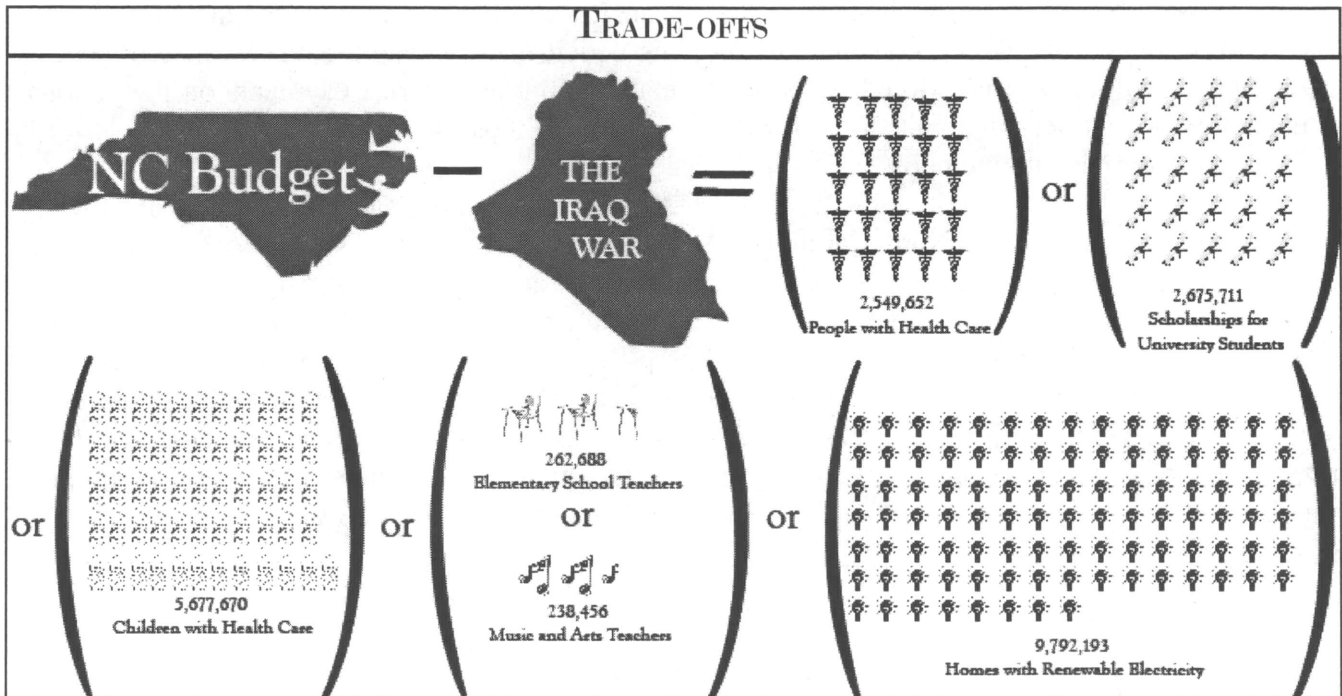 TRADE-OFFS
NC Budget
THE
IRAQ
WAR
2,549,652
People with Health Care
or
2,675,711
Scholarships for
University Students
or
5,677,670
Children with Health Care
or
262,688
Elementary School Teachers
or
238,456
Music and Arts Teachers
or
9,792,193
Homes with Renewable Electricity